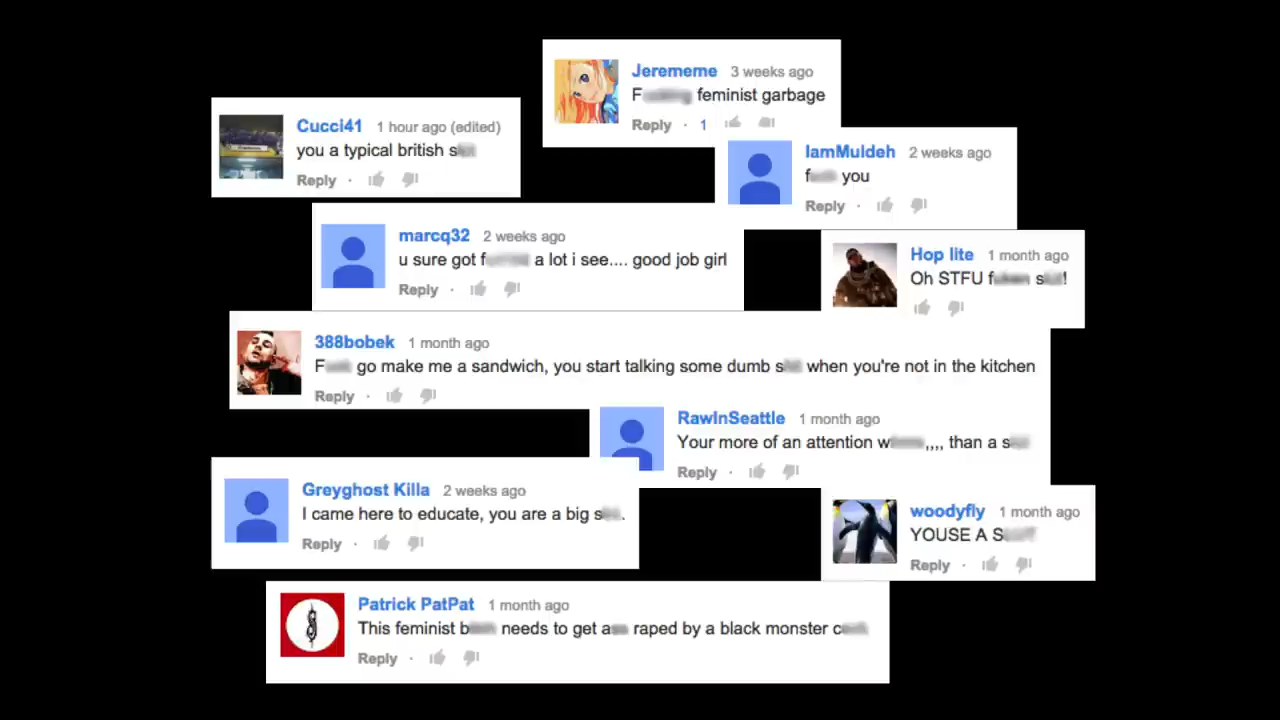 Jerememe 3 weeks ago
F feminist garbage
Reply · 1
Cucci41 1 hour ago (edited)
you a typical british s
Reply ·
IamMuldeh 2 weeks ago
f you
Reply ·
marcq32 2 weeks ago
u sure got f a lot i see.... good job girl
Reply ·
Hop lite 1 month ago
Oh STFU f s !
388bobek 1 month ago
F go make me a sandwich, you start talking some dumb s when you're not in the kitchen
Reply ·
RawInSeattle 1 month ago
Your more of an attention w ,,,, than a s
Reply ·
Greyghost Killa 2 weeks ago
I came here to educate, you are a big s .
Reply ·
woodyfly 1 month ago
YOUSE A S
Reply ·
Patrick PatPat 1 month ago
This feminist b needs to get a raped by a black monster c
Reply ·